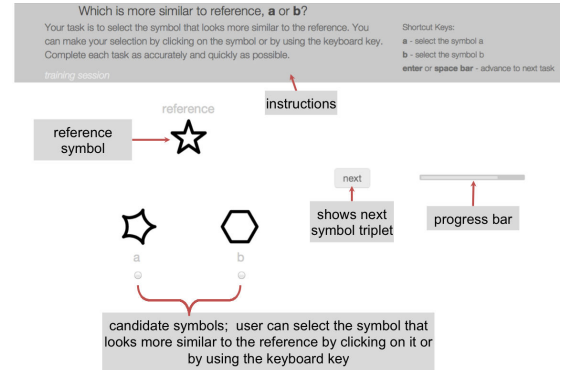 Which is more similar to reference, a or b?
Your task is to select the symbol that looks more similar to the reference. You
can make your selection by clicking on the symbol or by using the keyboard key.
Complete each task as accurately and quickly as possible.
training session
Shortcut Keys:
a - select the symbol a
b - select the symbol b
enter or space bar - advance to next task
instructions
reference
reference
symbol
next
shows next
symbol triplet
progress bar
a
b
candidate symbols; user can select the symbol that
looks more similar to the reference by clicking on it or
by using the keyboard key